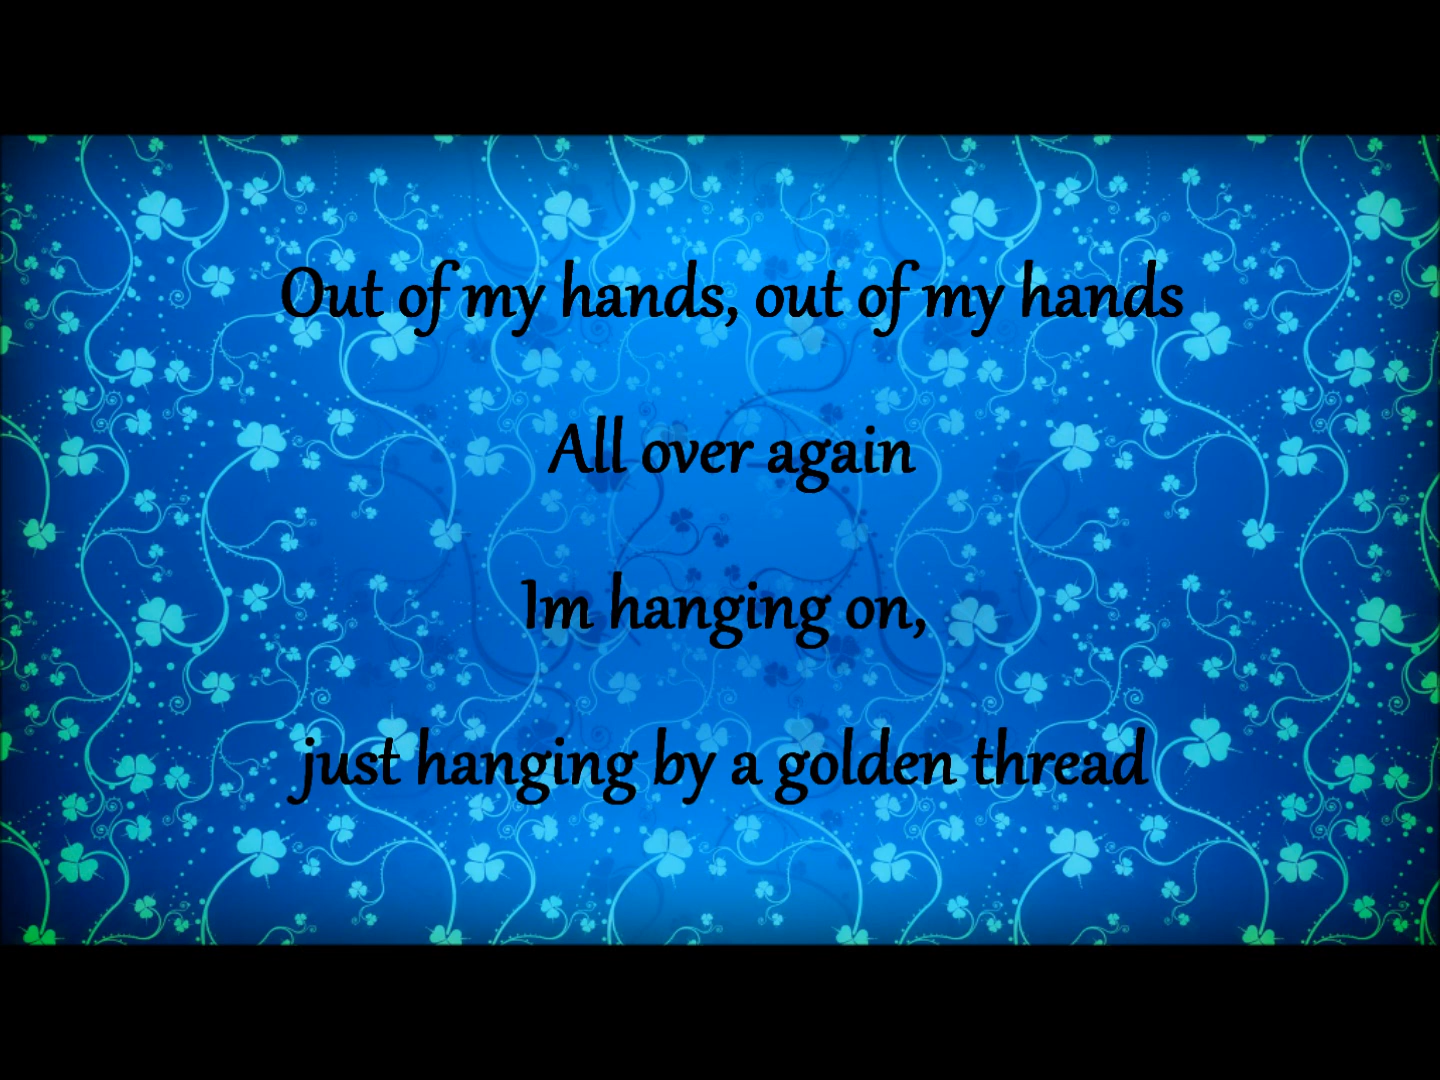 Out of my hands, out of my hands
All over again
Im hanging on,
just hanging by a golden thread